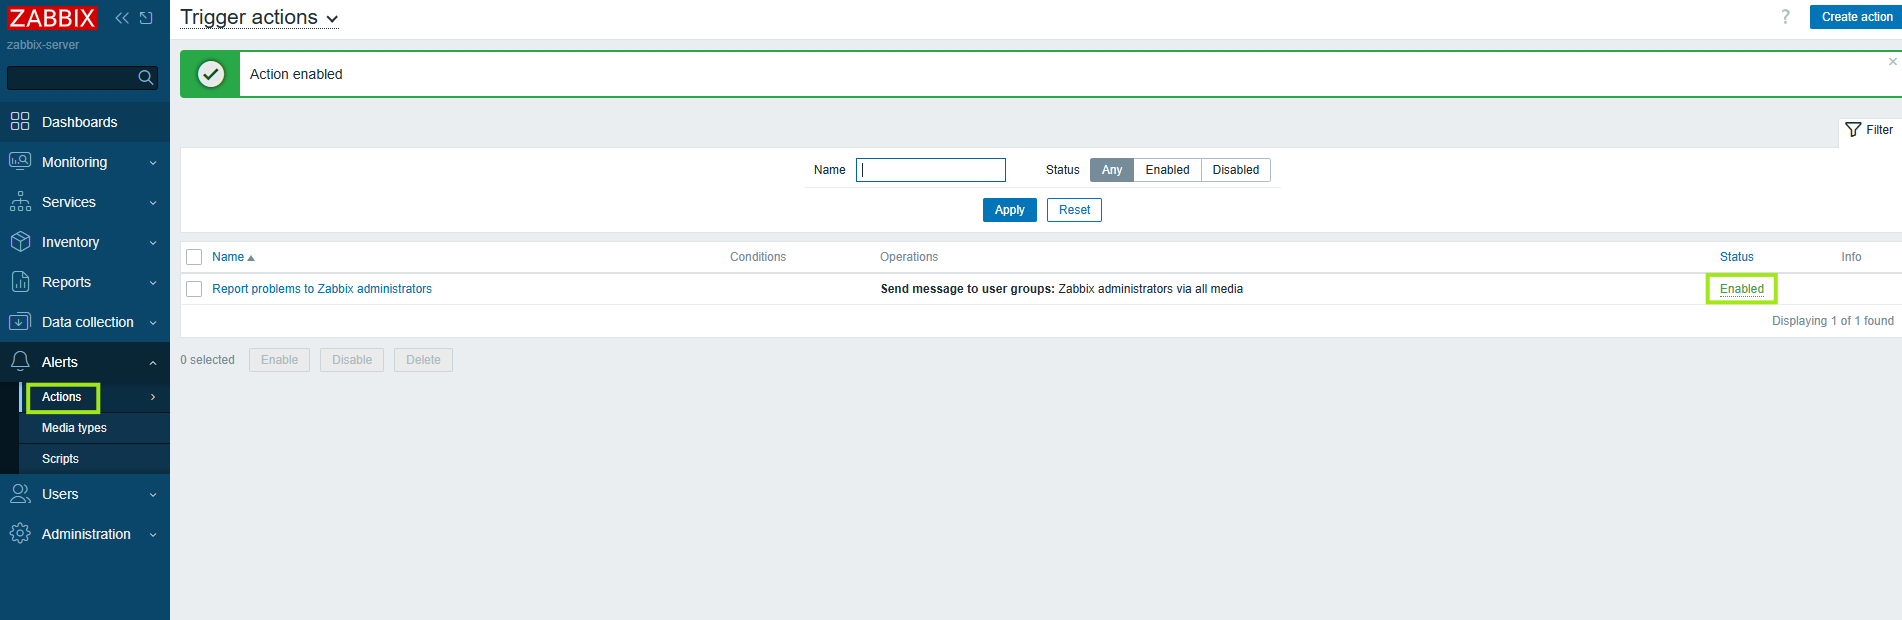 ZABBIX
zabbix-server
Dashboards
Monitoring
Services
Inventory
Reports
Data collection
Alerts
Actions
Media types
Scripts
Users
Administration
Trigger actions
? Create action
Action enabled
Filter
Name Status Any Enabled Disabled
Apply Reset
Name Conditions Operations Status Info
Report problems to Zabbix administrators Send message to user groups: Zabbix administrators via all media Enabled
Displaying 1 of 1 found
0 selected Enable Disable Delete